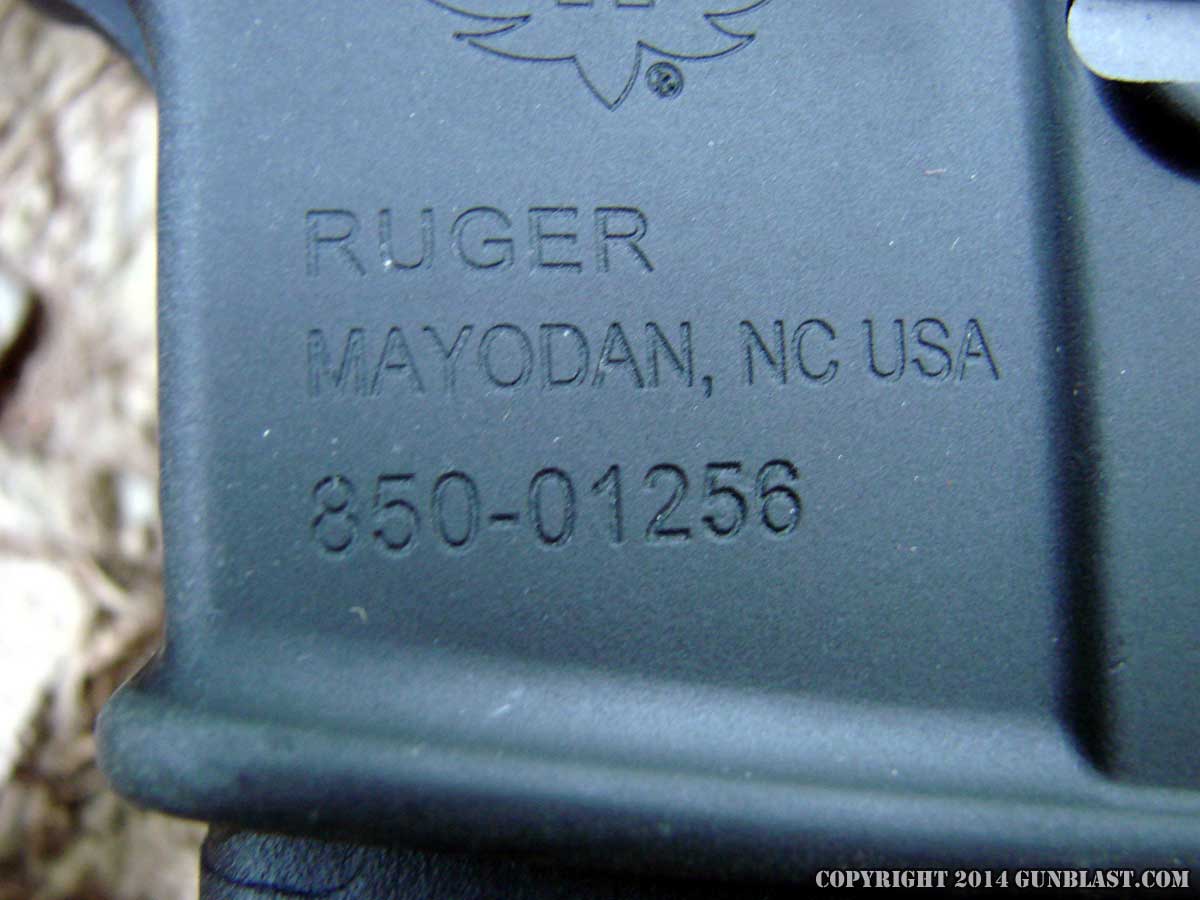 RUGER
MAYODAN, NC USA
850-01256
COPYRIGHT 2014 GUNBLAST.COM